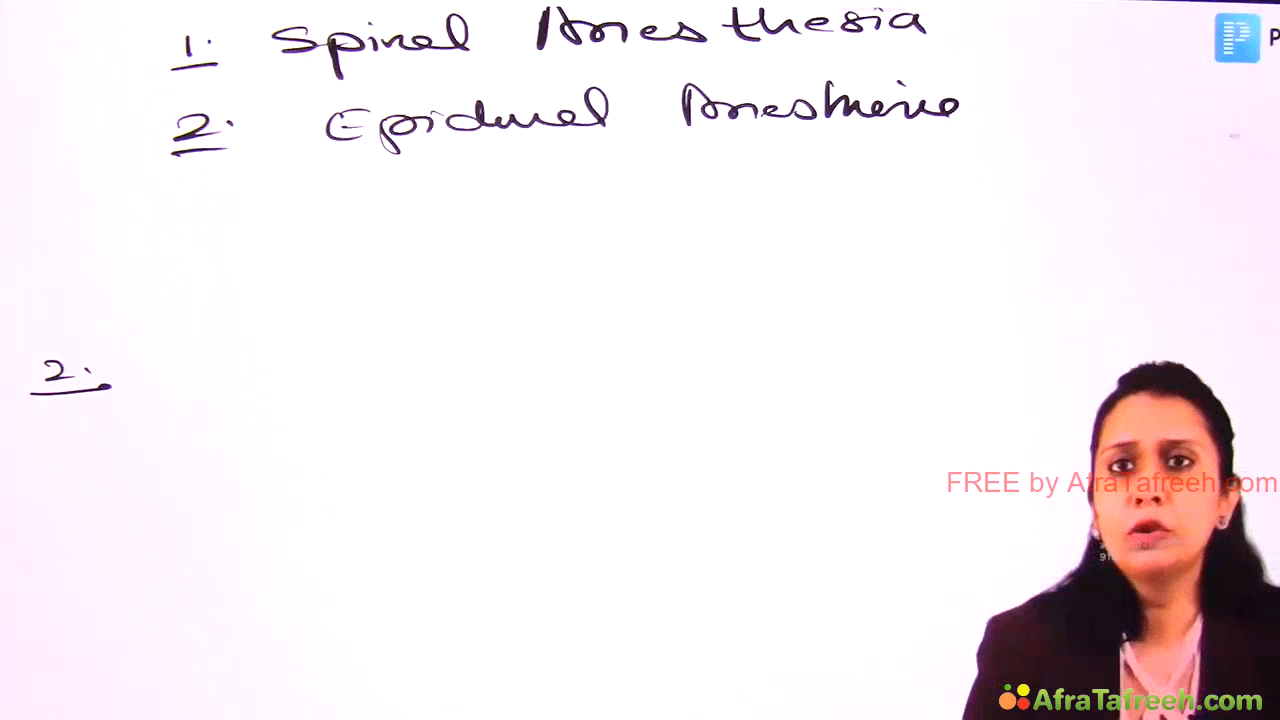 1. Spinal Anesthesia
P
2. Epidural Anesthesia
2.
FREE by AfraTafreeh.com
AfraTafreeh.com